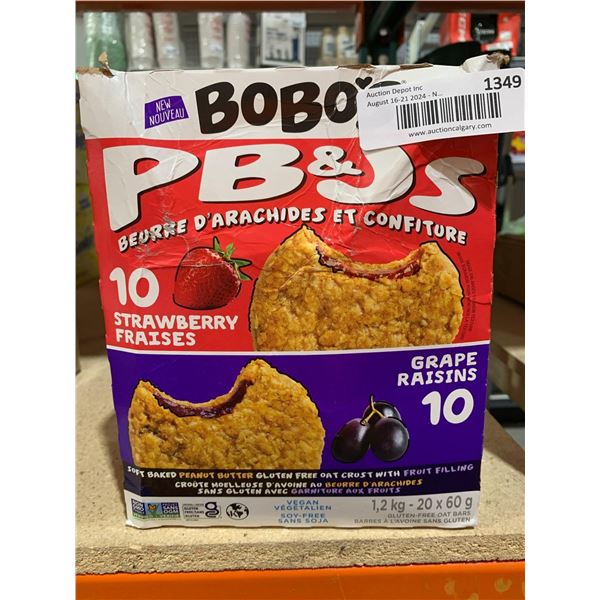 Auction Depot Inc
August 16-21 2024 - N...
1349
www.auctioncalgary.com
NEW
NOUVEAU
BOBO'S
PB&JS
BEURRE D'ARACHIDES ET CONFITURE
10
STRAWBERRY
FRAISES
GRAPE
RAISINS
10
SOFT BAKED PEANUT BUTTER GLUTEN FREE OAT CRUST WITH FRUIT FILLING
CROÛTE MOELLEUSE D'AVOINE AU BEURRE D'ARACHIDES
SANS GLUTEN AVEC GARNITURE AUX FRUITS
VEGAN
VÉGÉTALIEN
SOY-FREE
SANS SOJA
1,2 kg - 20 x 60 g
GLUTEN-FREE OAT BARS
BARRES À L'AVOINE SANS GLUTEN